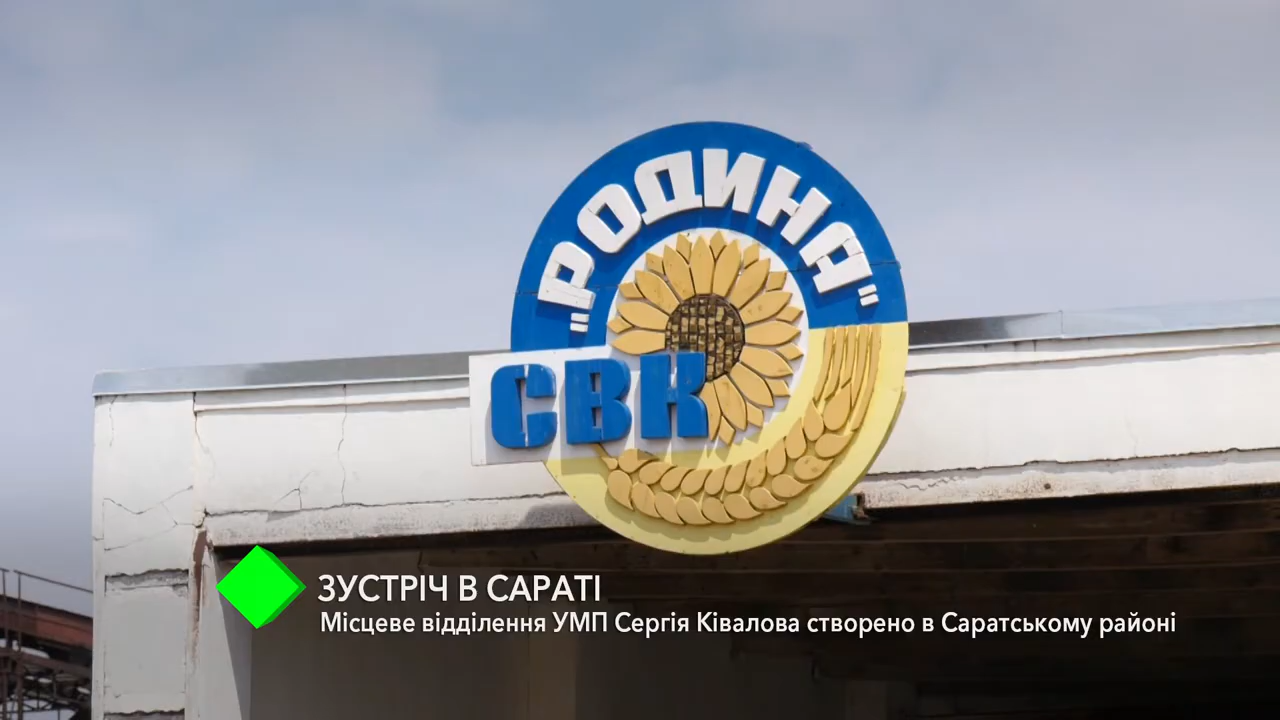 „РОДИНА"
СВК
ЗУСТРІЧ В САРАТІ
Місцеве відділення УМП Сергія Ківалова створено в Саратському районі